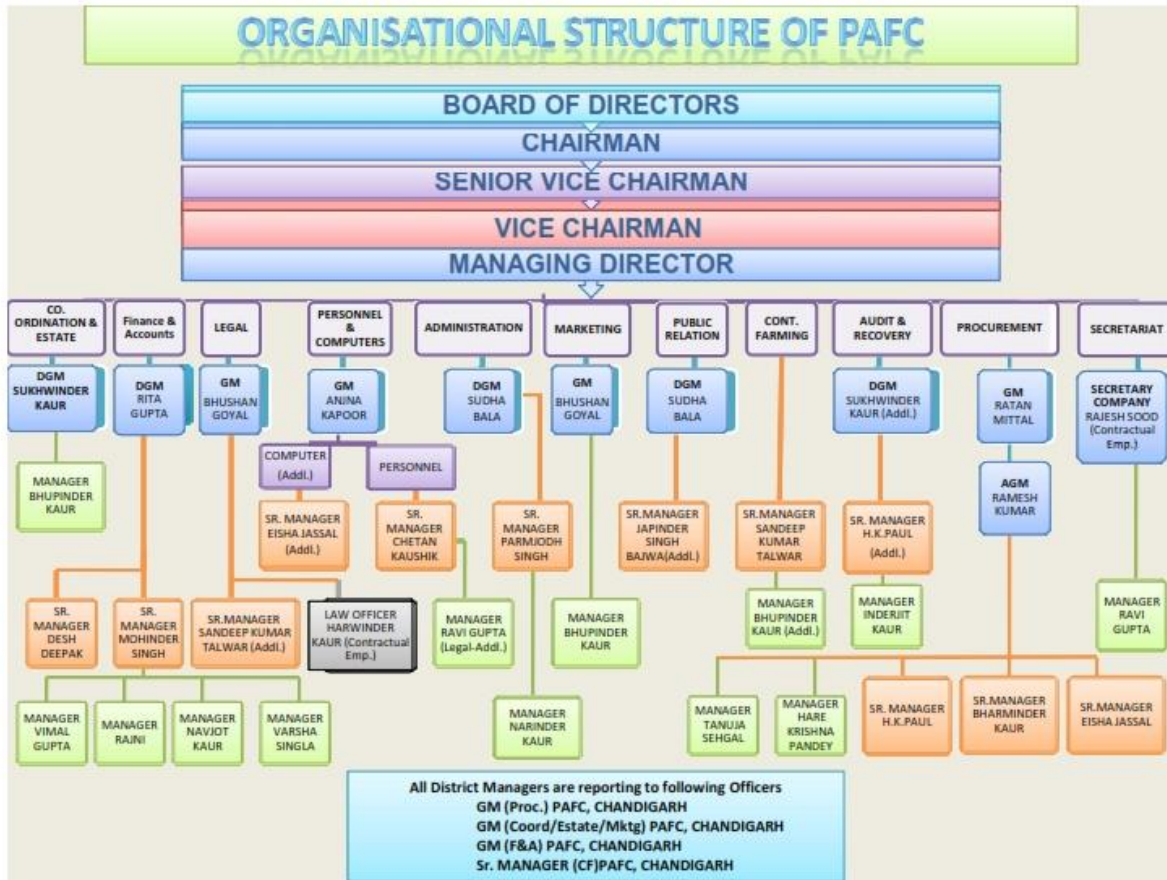 ORGANISATIONAL STRUCTURE OF PAFC
BOARD OF DIRECTORS
CHAIRMAN
SENIOR VICE CHAIRMAN
VICE CHAIRMAN
MANAGING DIRECTOR
CO.
ORDINATION &
ESTATE
DGM
SUKHWINDER
KAUR
MANAGER
BHUPINDER
KAUR
Finance &
Accounts
DGM
RITA
GUPTA
SR.
MANAGER
DESH
DEEPAK
SR.
MANAGER
MOHINDER
SINGH
MANAGER
VIMAL
GUPTA
MANAGER
RAJNI
MANAGER
NAVJOT
KAUR
MANAGER
VARSHA
SINGLA
LEGAL
GM
BHUSHAN
GOYAL
SR.MANAGER
SANDEEP KUMAR
TALWAR (Addl.)
LAW OFFICER
HARWINDER
KAUR (Contractual
Emp.)
PERSONNEL
&
COMPUTERS
GM
ANJNA
KAPOOR
COMPUTER
(Addl.)
SR. MANAGER
EISHA JASSAL
(Addl.)
PERSONNEL
SR.
MANAGER
CHETAN
KAUSHIK
MANAGER
RAVI GUPTA
(Legal-Addl.)
ADMINISTRATION
DGM
SUDHA
BALA
SR.
MANAGER
PARMJODH
SINGH
MANAGER
NARINDER
KAUR
MARKETING
GM
BHUSHAN
GOYAL
MANAGER
BHUPINDER
KAUR
PUBLIC
RELATION
DGM
SUDHA
BALA
SR.MANAGER
JAPINDER
SINGH
BAJWA(Addl.)
CONT.
FARMING
SR.MANAGER
SANDEEP
KUMAR
TALWAR
MANAGER
BHUPINDER
KAUR (Addl.)
AUDIT &
RECOVERY
DGM
SUKHWINDER
KAUR (Addl.)
SR. MANAGER
H.K.PAUL
(Addl.)
MANAGER
INDERJIT
KAUR
PROCUREMENT
GM
RATAN
MITTAL
AGM
RAMESH
KUMAR
MANAGER
TANUJA
SEHGAL
MANAGER
HARE
KRISHNA
PANDEY
SR. MANAGER
H.K.PAUL
SR.MANAGER
BHARMINDER
KAUR
SR.MANAGER
EISHA JASSAL
SECRETARIAT
SECRETARY
COMPANY
RAJESH SOOD
(Contractual
Emp.)
MANAGER
RAVI
GUPTA
All District Managers are reporting to following Officers
GM (Proc.) PAFC, CHANDIGARH
GM (Coord/Estate/Mktg) PAFC, CHANDIGARH
GM (F&A) PAFC, CHANDIGARH
Sr. MANAGER (CF)PAFC, CHANDIGARH